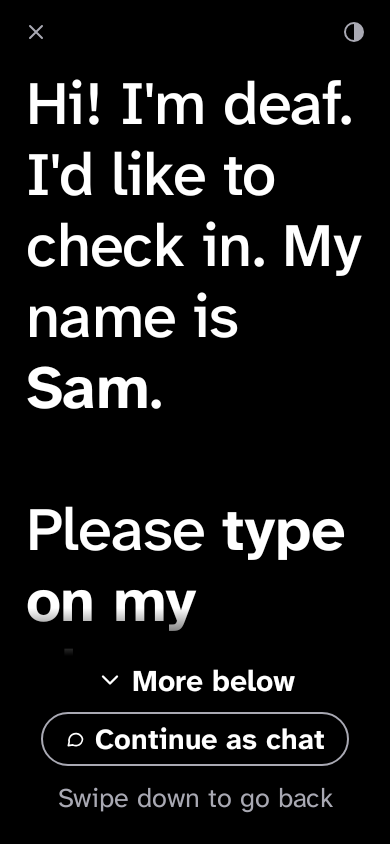 Hi! I'm deaf.
I'd like to
check in. My
name is
Sam.
Please type
on my
More below
Continue as chat
Swipe down to go back